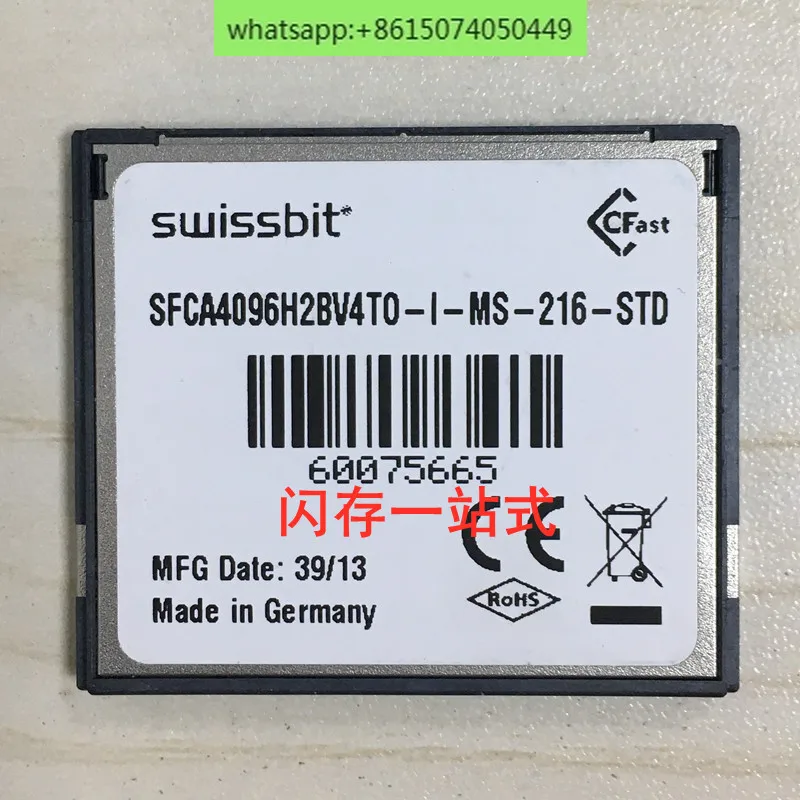 whatsapp:+8615074050449
swissbit*
CFast
SFCA4096H2BV4TO-I-MS-216-STD
60075665
闪存一站式
CE
MFG Date: 39/13
Made in Germany
RoHS